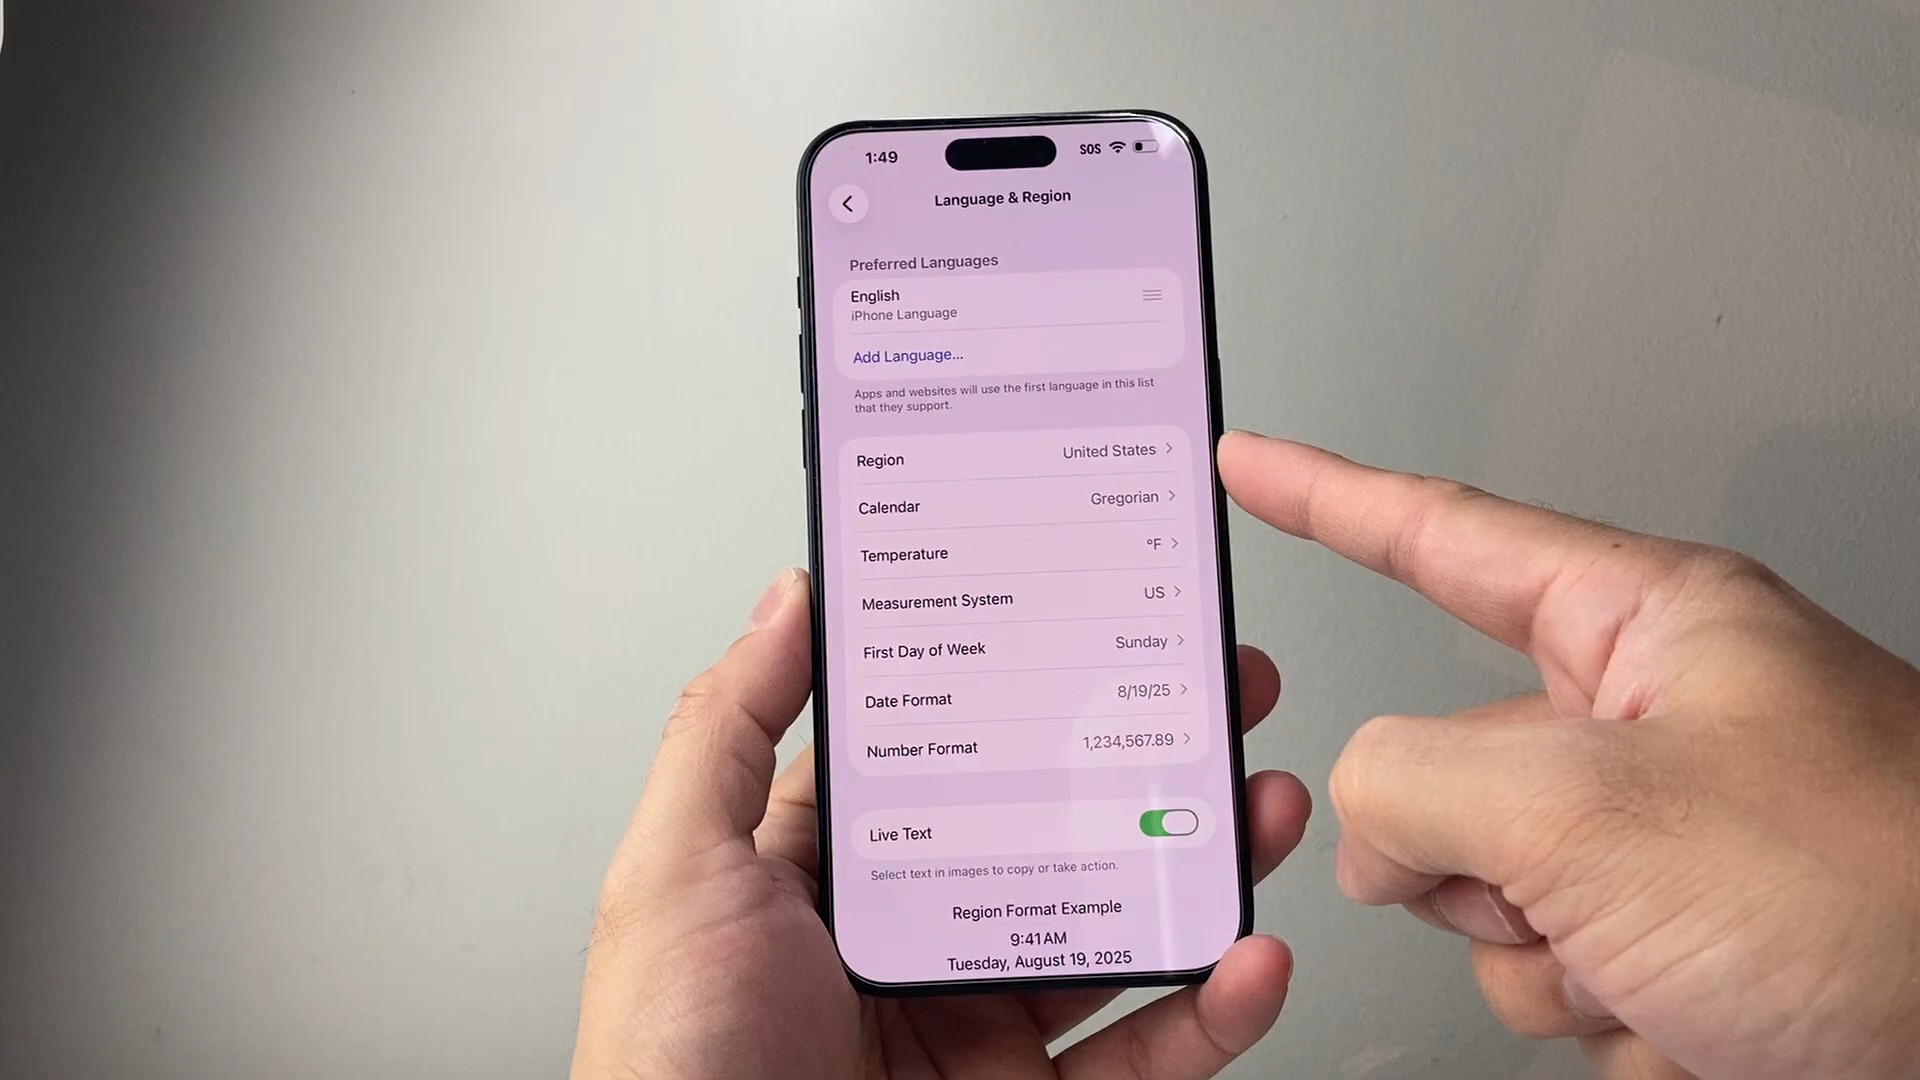 1:49
SOS
Language & Region
Preferred Languages
English
iPhone Language
Add Language...
Apps and websites will use the first language in this list
that they support.
Region United States
Calendar Gregorian
Temperature °F
Measurement System US
First Day of Week Sunday
Date Format 8/19/25
Number Format 1,234,567.89
Live Text
Select text in images to copy or take action.
Region Format Example
9:41 AM
Tuesday, August 19, 2025